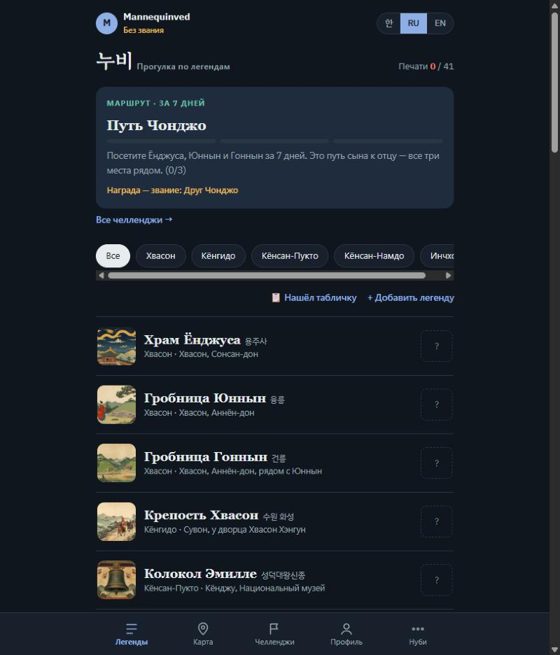 M
Mannequinved
Без звания
한 RU EN
누비 Прогулка по легендам
Печати 0 / 41
МАРШРУТ · ЗА 7 ДНЕЙ
Путь Чонджо
Посетите Ёнджуса, Юннын и Гоннын за 7 дней. Это путь сына к отцу — все три
места рядом. (0/3)
Награда — звание: Друг Чонджо
Все челленджи →
Все Хвасон Кёнгидо Кёнсан-Пукто Кёнсан-Намдо Инчхо
Нашёл табличку + Добавить легенду
Храм Ёнджуса 용주사
Хвасон · Хвасон, Сонсан-дон
?
Гробница Юннын 융릉
Хвасон · Хвасон, Аннён-дон
?
Гробница Гоннын 건릉
Хвасон · Хвасон, Аннён-дон, рядом с Юннын
?
Крепость Хвасон 수원 화성
Кёнгидо · Сувон, у дворца Хвасон Хэнгун
?
Колокол Эмилле 성덕대왕신종
Кёнсан-Пукто · Кёнджу, Национальный музей
?
Легенды Карта Челленджи Профиль Нуби